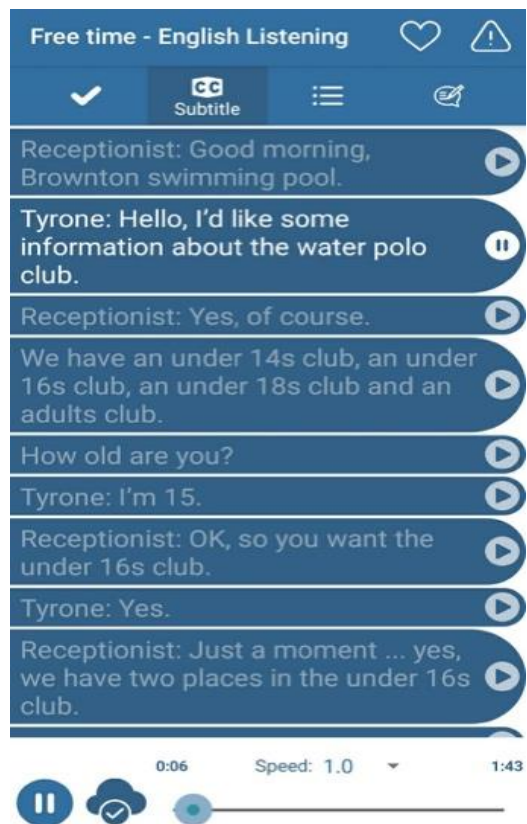 Free time - English Listening
CC
Subtitle
Receptionist: Good morning,
Brownton swimming pool.
Tyrone: Hello, I'd like some
information about the water polo
club.
Receptionist: Yes, of course.
We have an under 14s club, an under
16s club, an under 18s club and an
adults club.
How old are you?
Tyrone: I'm 15.
Receptionist: OK, so you want the
under 16s club.
Tyrone: Yes.
Receptionist: Just a moment ... yes,
we have two places in the under 16s
club.
0:06 Speed: 1.0 1:43